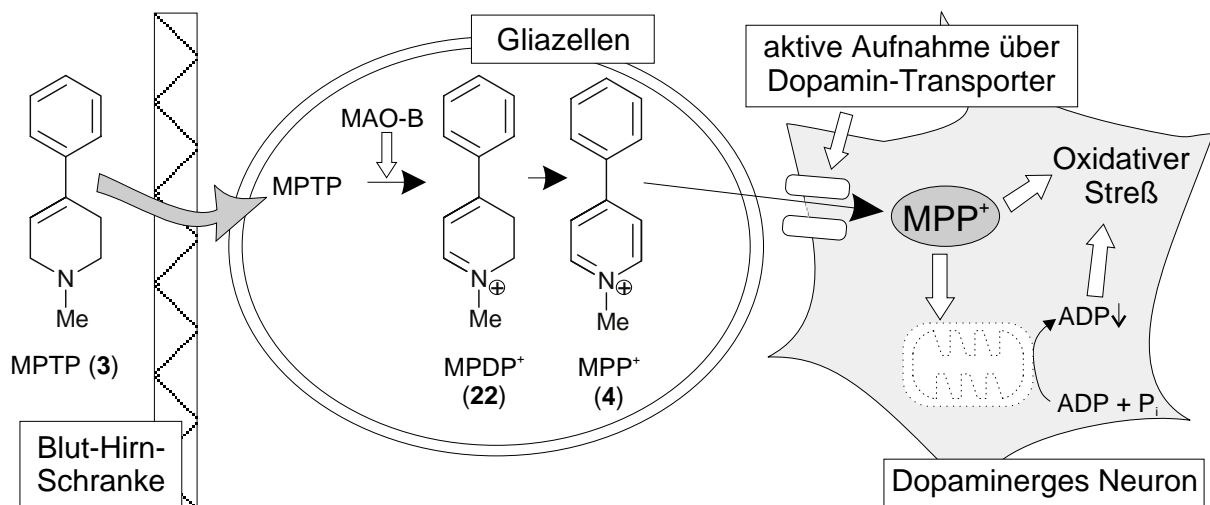 Gliazellen
aktive Aufnahme über
Dopamin-Transporter
MAO-B
MPTP
Oxidativer
Streß
MPP⁺
N
Me
N
⊕
Me
N
⊕
Me
ADP↓
MPTP (3)
MPDP⁺
(22)
MPP⁺
(4)
ADP + Pᵢ
Blut-Hirn-
Schranke
Dopaminerges Neuron